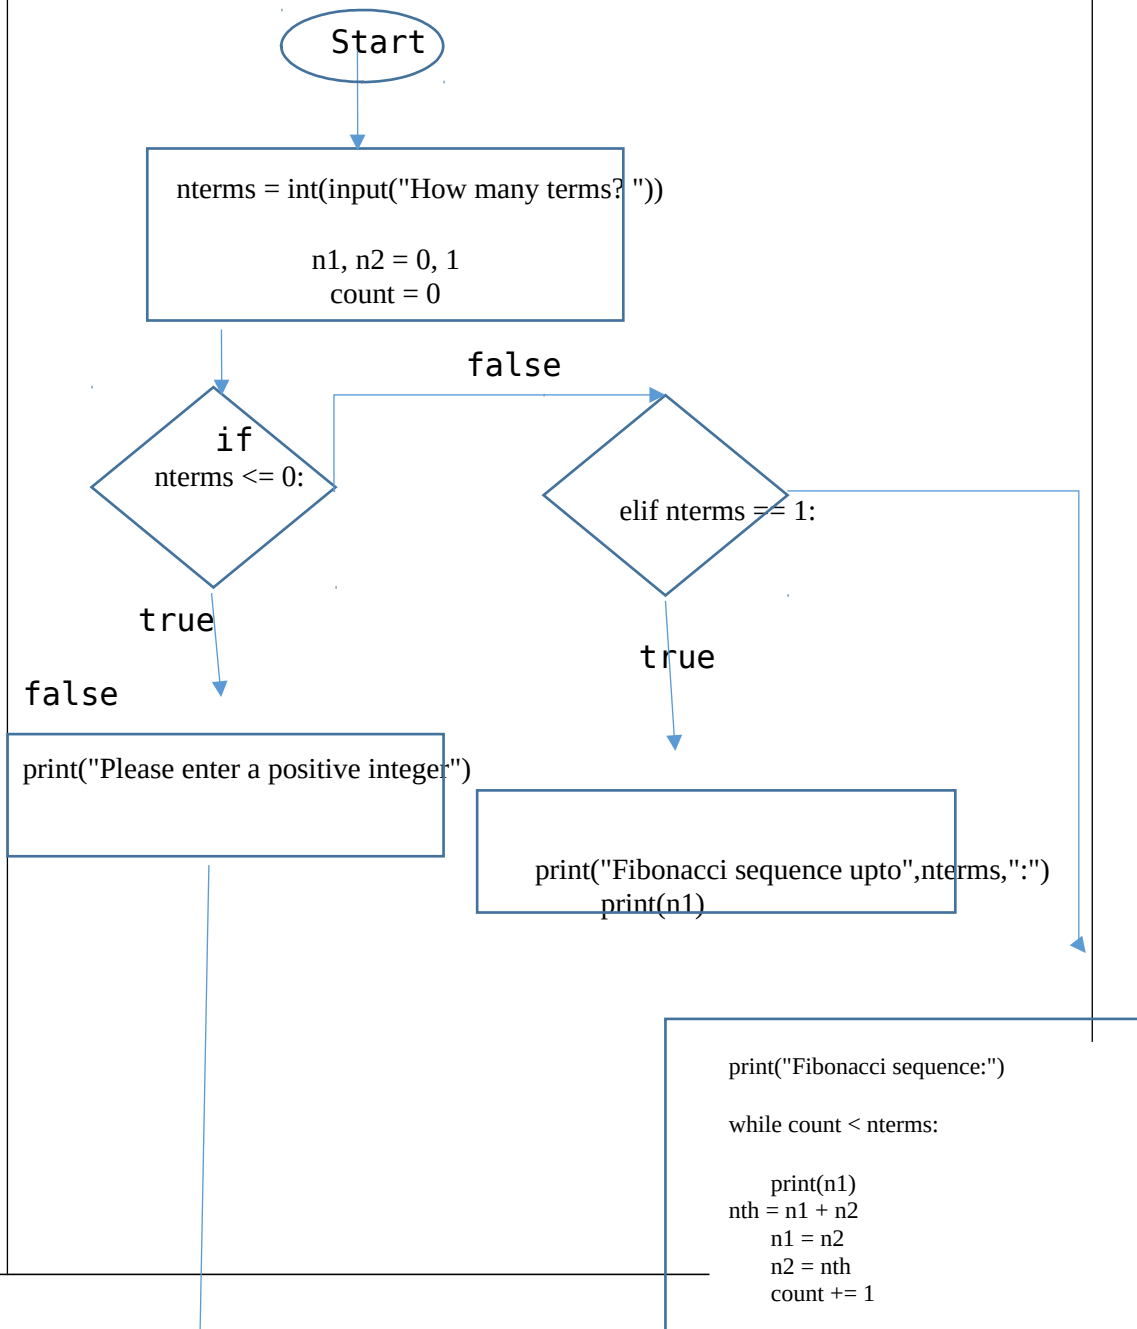 Start
nterms = int(input("How many terms? "))
n1, n2 = 0, 1
count = 0
false
if
nterms <= 0:
elif nterms == 1:
true
true
false
print("Please enter a positive integer")
print("Fibonacci sequence upto",nterms,":")
print(n1)
print("Fibonacci sequence:")
while count < nterms:
print(n1)
nth = n1 + n2
n1 = n2
n2 = nth
count += 1